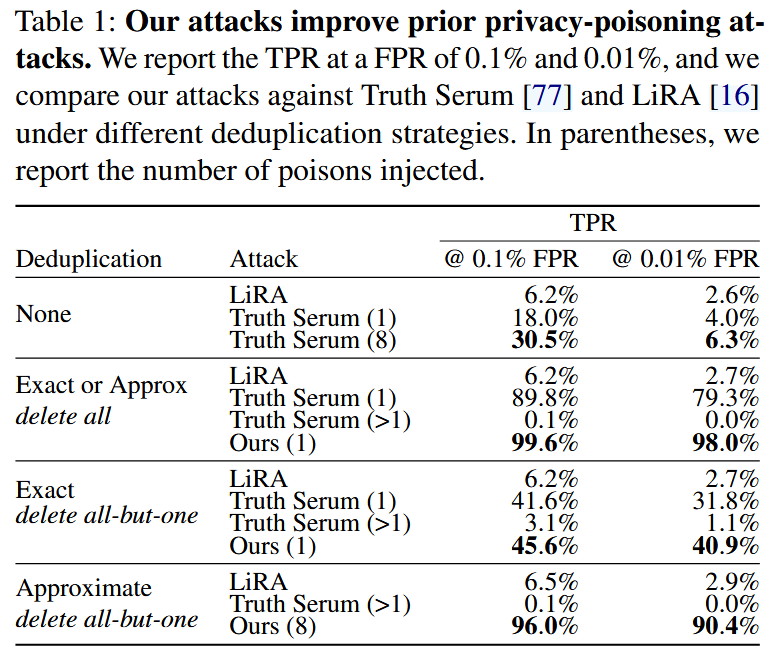 Table 1: Our attacks improve prior privacy-poisoning at-
tacks. We report the TPR at a FPR of 0.1% and 0.01%, and we
compare our attacks against Truth Serum [77] and LiRA [16]
under different deduplication strategies. In parentheses, we
report the number of poisons injected.
TPR
Deduplication Attack @ 0.1% FPR @ 0.01% FPR
None
LiRA 6.2% 2.6%
Truth Serum (1) 18.0% 4.0%
Truth Serum (8) 30.5% 6.3%
Exact or Approx
delete all
LiRA 6.2% 2.7%
Truth Serum (1) 89.8% 79.3%
Truth Serum (>1) 0.1% 0.0%
Ours (1) 99.6% 98.0%
Exact
delete all-but-one
LiRA 6.2% 2.7%
Truth Serum (1) 41.6% 31.8%
Truth Serum (>1) 3.1% 1.1%
Ours (1) 45.6% 40.9%
Approximate
delete all-but-one
LiRA 6.5% 2.9%
Truth Serum (>1) 0.1% 0.0%
Ours (8) 96.0% 90.4%